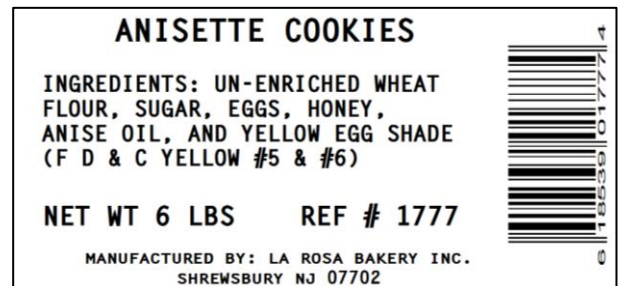 ANISETTE COOKIES
INGREDIENTS: UN-ENRICHED WHEAT
FLOUR, SUGAR, EGGS, HONEY,
ANISE OIL, AND YELLOW EGG SHADE
(F D & C YELLOW #5 & #6)
NET WT 6 LBS REF # 1777
MANUFACTURED BY: LA ROSA BAKERY INC.
SHREWSBURY NJ 07702
6 18539 01777 4